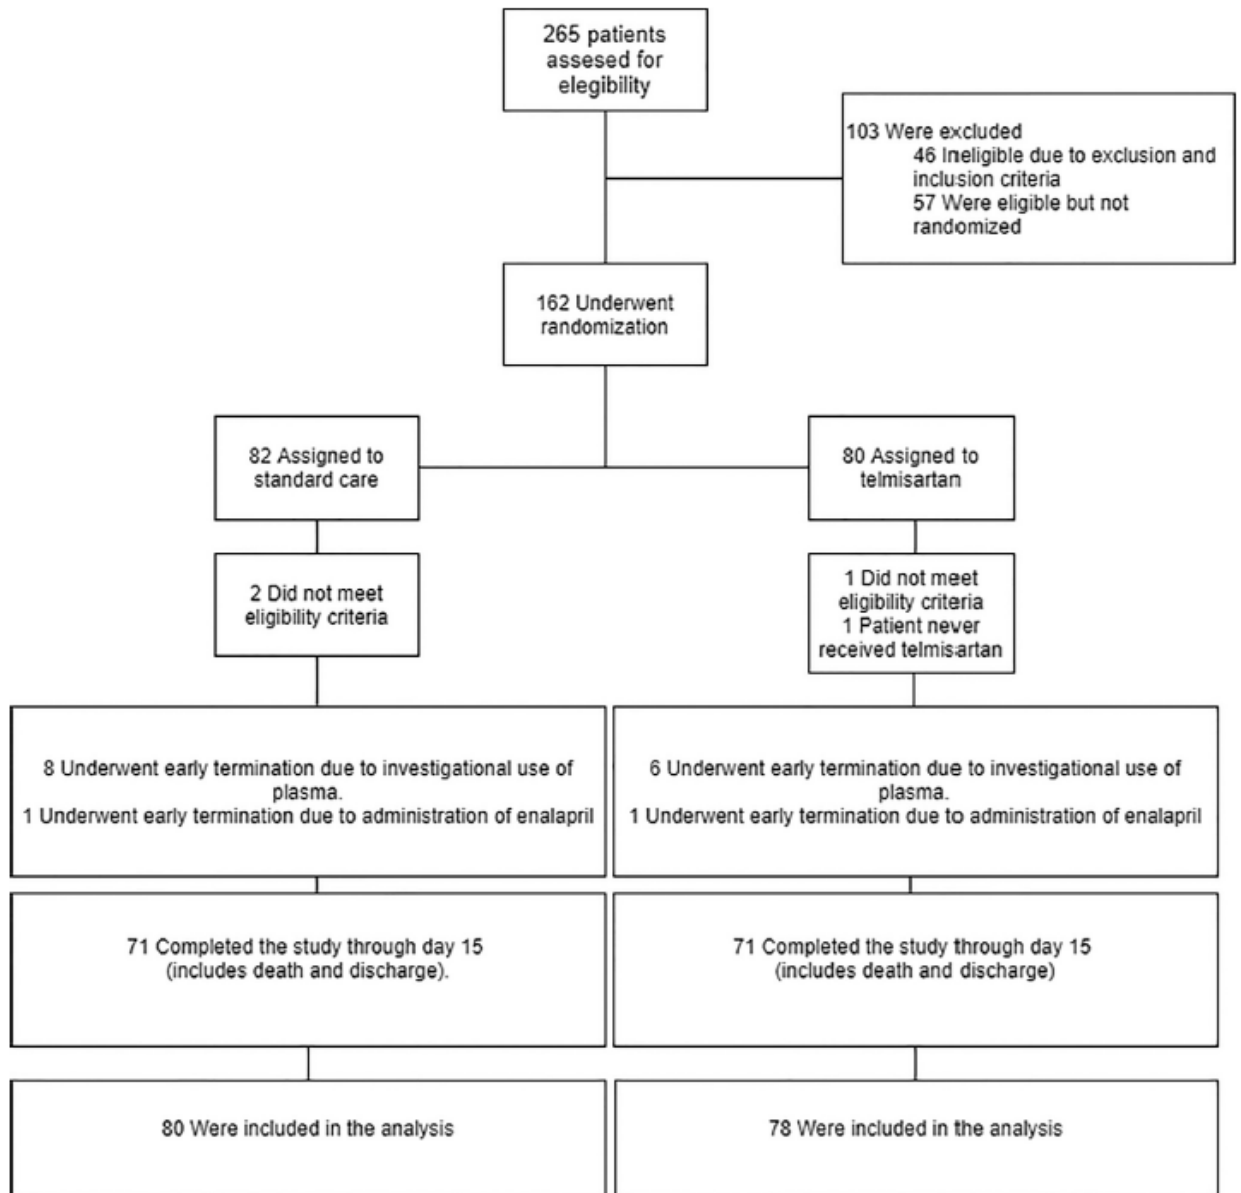 265 patients
assesed for
elegibility
103 Were excluded
46 Ineligible due to exclusion and
inclusion criteria
57 Were eligible but not
randomized
162 Underwent
randomization
82 Assigned to
standard care
80 Assigned to
telmisartan
2 Did not meet
eligibility criteria
1 Did not meet
eligibility criteria
1 Patient never
received telmisartan
8 Underwent early termination due to investigational use of
plasma.
1 Underwent early termination due to administration of enalapril
6 Underwent early termination due to investigational use of
plasma.
1 Underwent early termination due to administration of enalapril
71 Completed the study through day 15
(includes death and discharge).
71 Completed the study through day 15
(includes death and discharge)
80 Were included in the analysis
78 Were included in the analysis